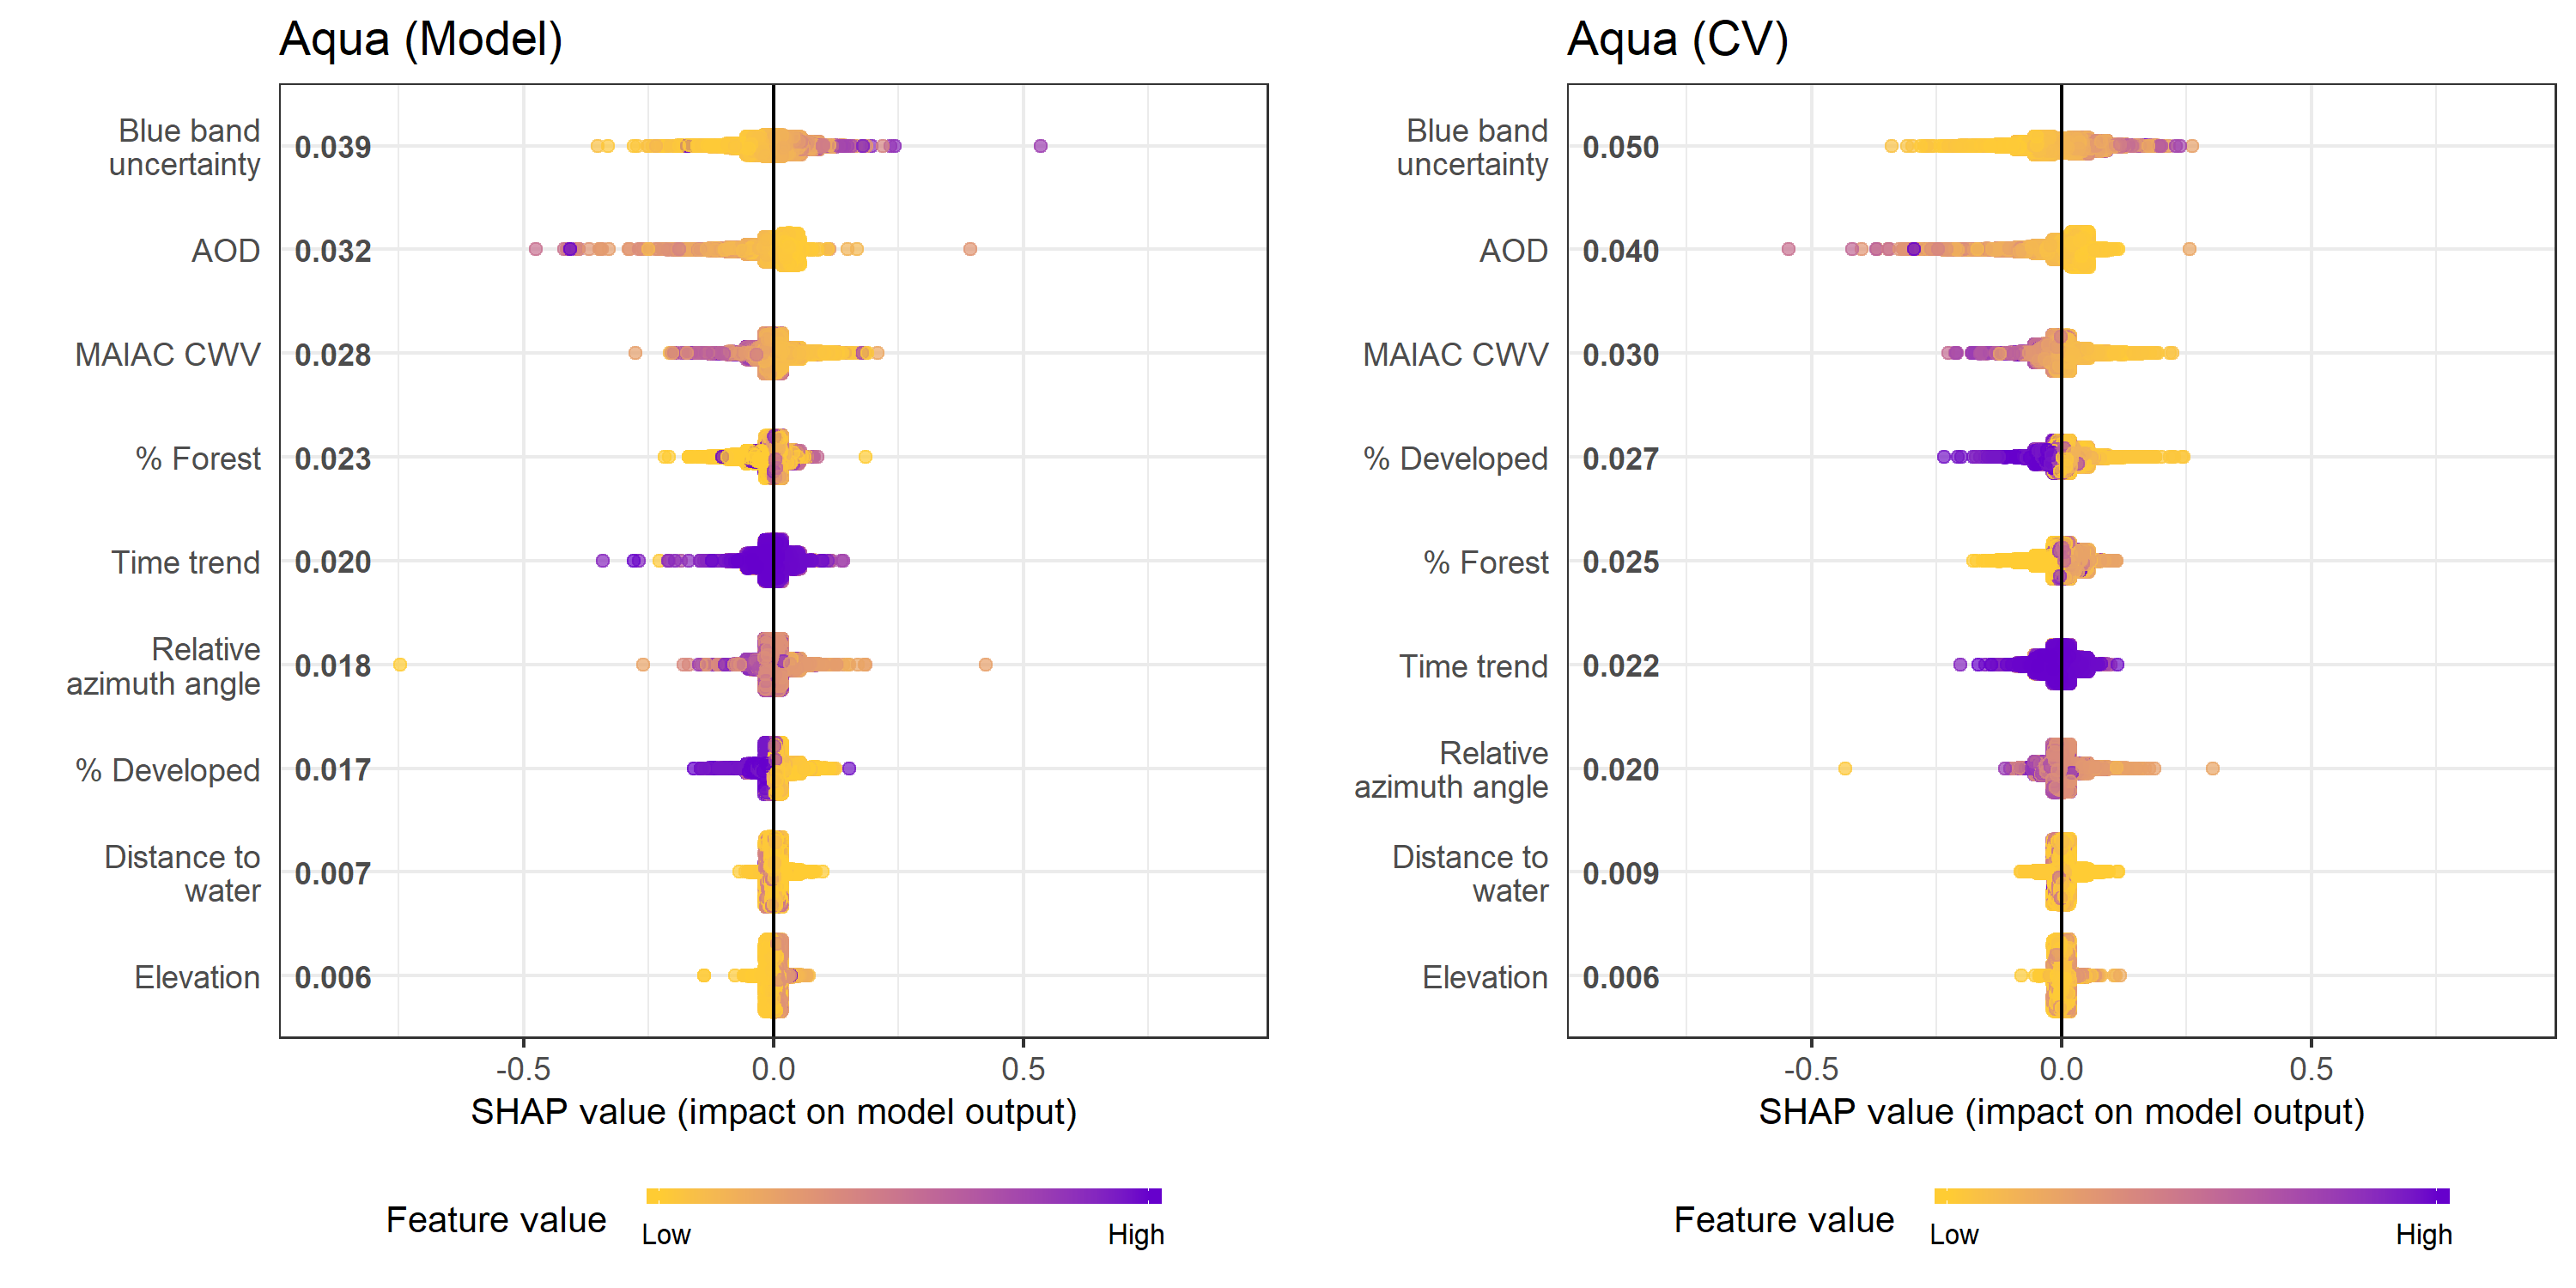 Aqua (Model)
Blue band
uncertainty
0.039
AOD
0.032
MAIAC CWV
0.028
% Forest
0.023
Time trend
0.020
Relative
azimuth angle
0.018
% Developed
0.017
Distance to
water
0.007
Elevation
0.006
-0.5 0.0 0.5
SHAP value (impact on model output)
Feature value
Low High
Aqua (CV)
Blue band
uncertainty
0.050
AOD
0.040
MAIAC CWV
0.030
% Developed
0.027
% Forest
0.025
Time trend
0.022
Relative
azimuth angle
0.020
Distance to
water
0.009
Elevation
0.006
-0.5 0.0 0.5
SHAP value (impact on model output)
Feature value
Low High